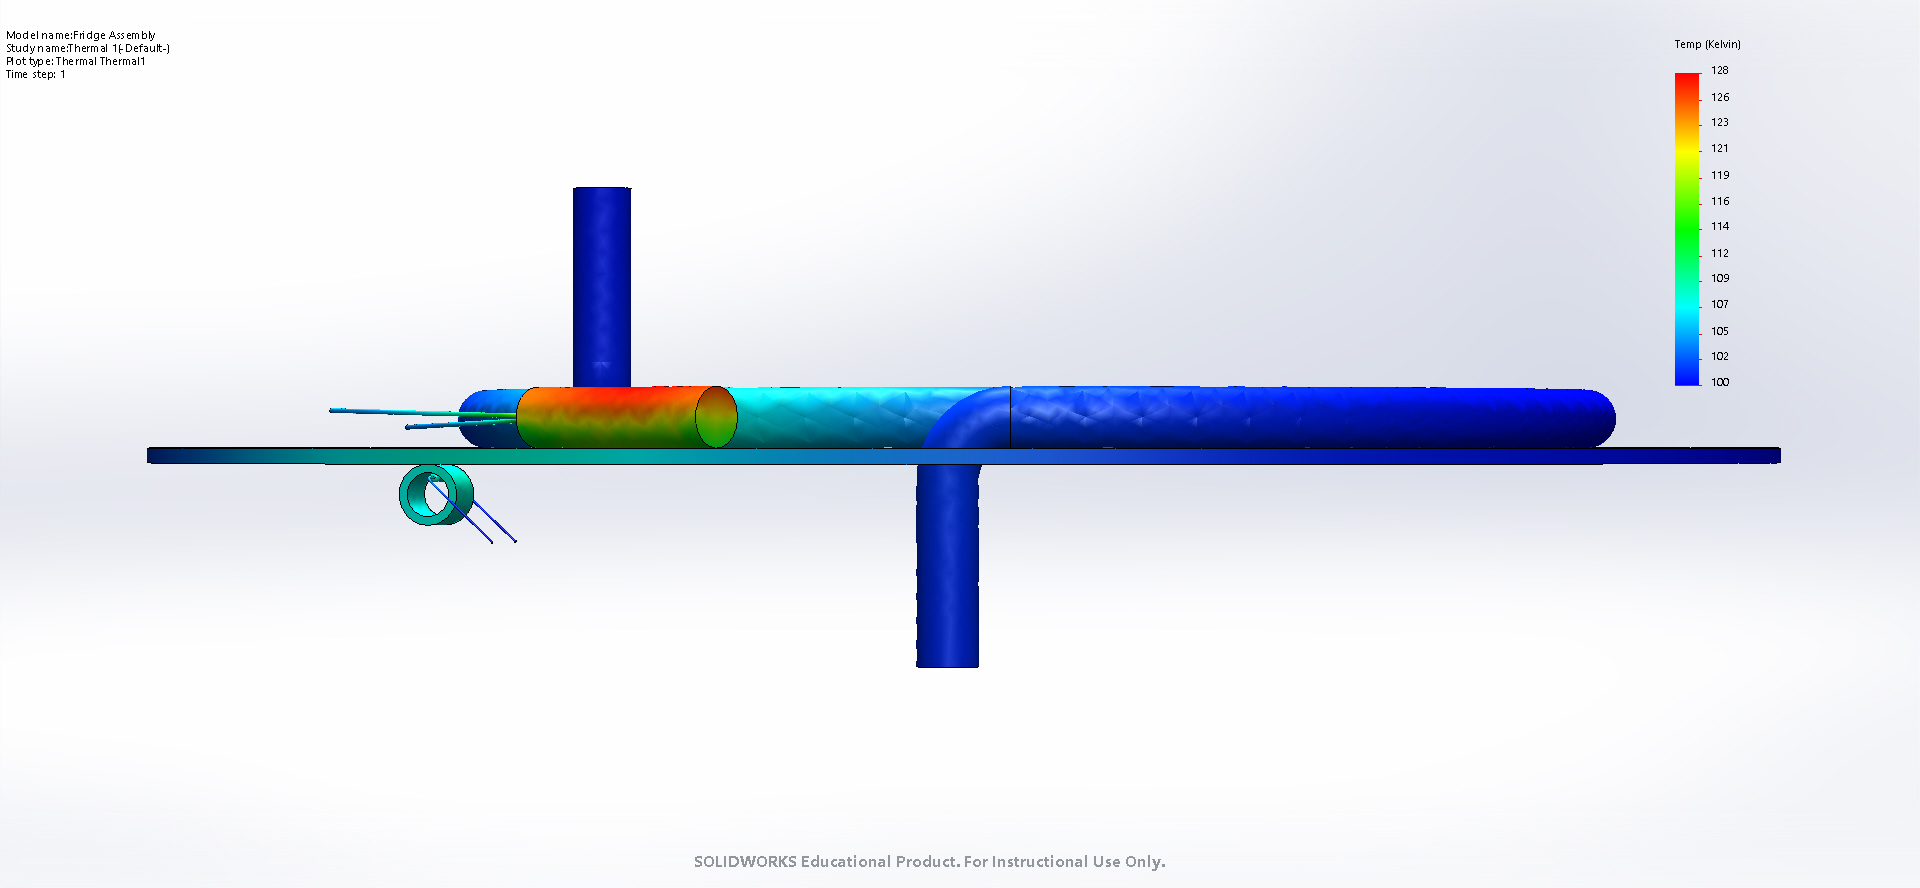 Model name:Fridge Assembly
Study name:Thermal 1(-Default-)
Plot type: Thermal Thermal1
Time step: 1
Temp (Kelvin)
128
126
123
121
119
116
114
112
109
107
105
102
100
SOLIDWORKS Educational Product. For Instructional Use Only.